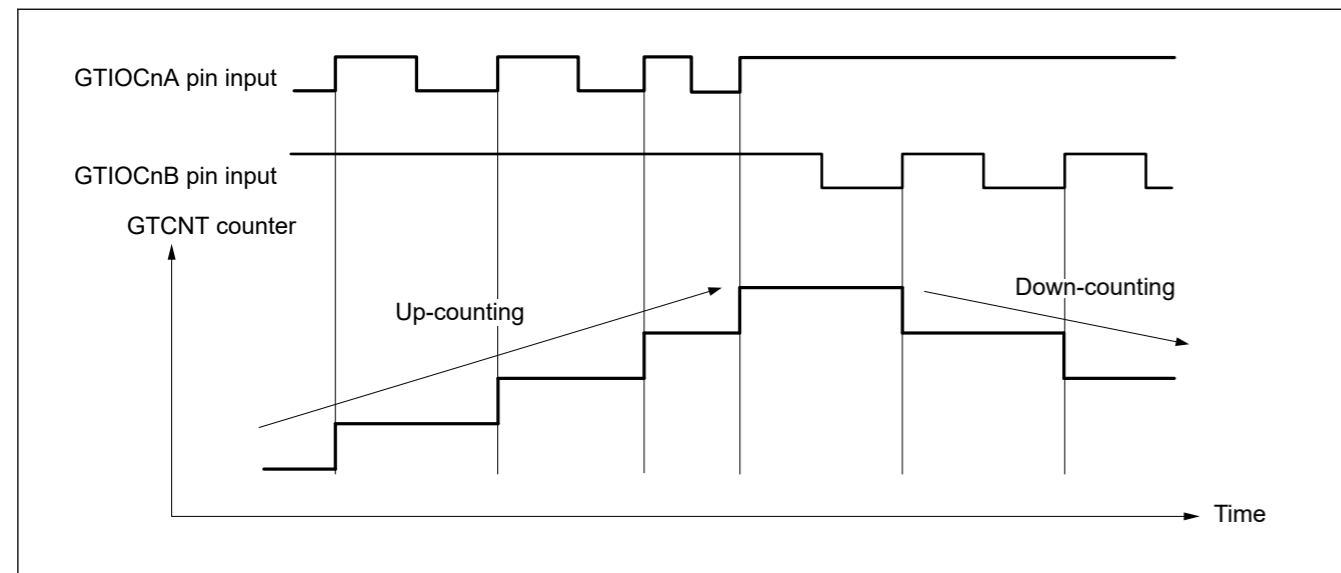 GTIOCnA pin input
GTIOCnB pin input
GTCNT counter
Up-counting
Down-counting
Time